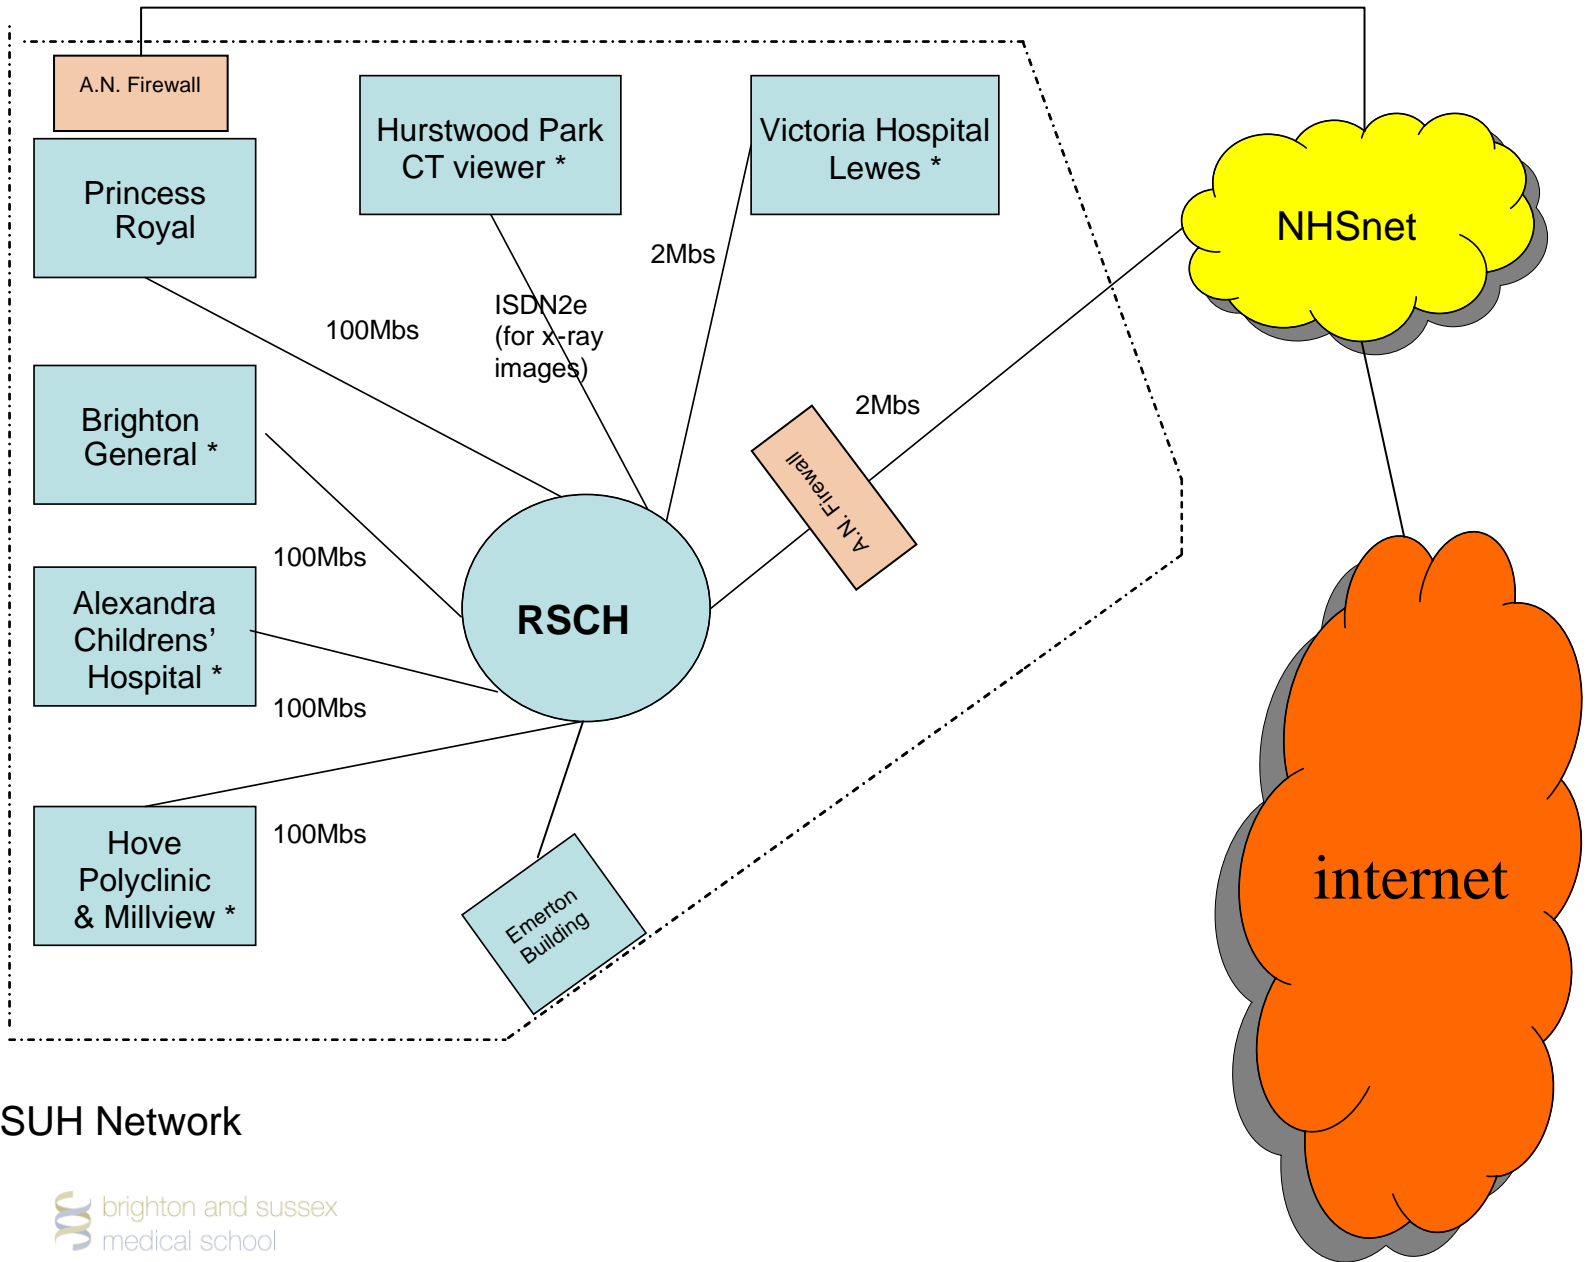 A.N. Firewall
Princess
Royal
Hurstwood Park
CT viewer *
Victoria Hospital
Lewes *
NHSnet
2Mbs
ISDN2e
(for x-ray
images)
100Mbs
Brighton
General *
2Mbs
A.N. Firewall
100Mbs
Alexandra
Childrens’
Hospital *
RSCH
100Mbs
Hove
Polyclinic
& Millview *
100Mbs
Emerton
Building
internet
SUH Network
brighton and sussex
medical school